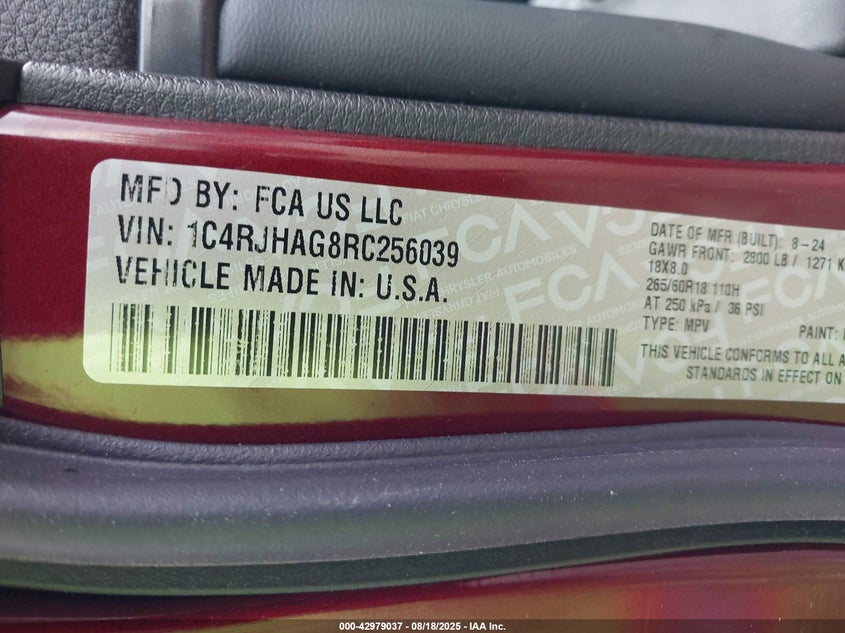 MFD BY: FCA US LLC
VIN: 1C4RJHAG8RC256039
VEHICLE MADE IN: U.S.A.
DATE OF MFR (BUILT): 8-24
GAWR FRONT: 2800 LB / 1271 K
18X8.0
265/60R18 110H
AT 250 kPa / 36 PSI
TYPE: MPV
PAINT:
THIS VEHICLE CONFORMS TO ALL A
STANDARDS IN EFFECT ON
000-42979037 - 08/18/2025 - IAA Inc.